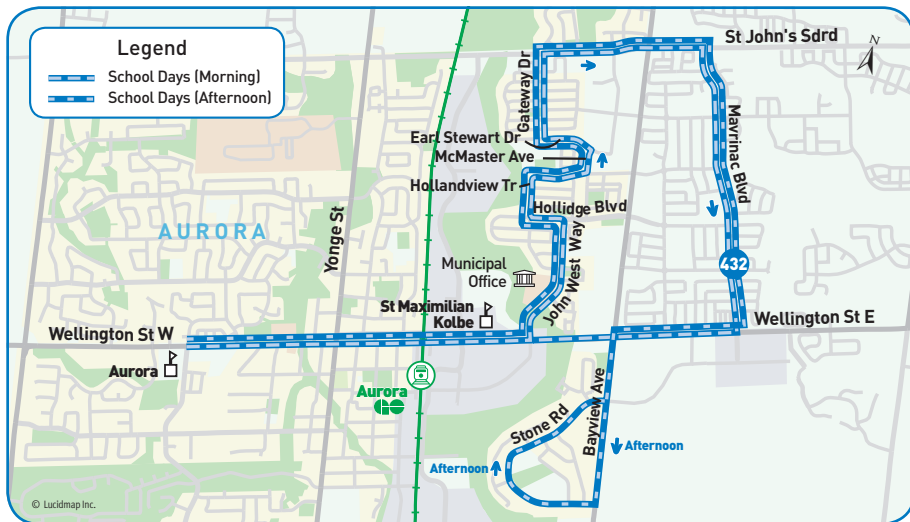 Legend
School Days (Morning)
School Days (Afternoon)
St John's Sdrd
N
Gateway Dr
Mavrinac Blvd
Earl Stewart Dr
McMaster Ave
Hollandview Tr
Hollidge Blvd
AURORA
Yonge St
John West Way
432
Municipal
Office
St Maximilian
Kolbe
Wellington St W
Wellington St E
Aurora
Aurora
GO
Stone Rd
Bayview Ave
Afternoon
Afternoon
© Lucidmap Inc.